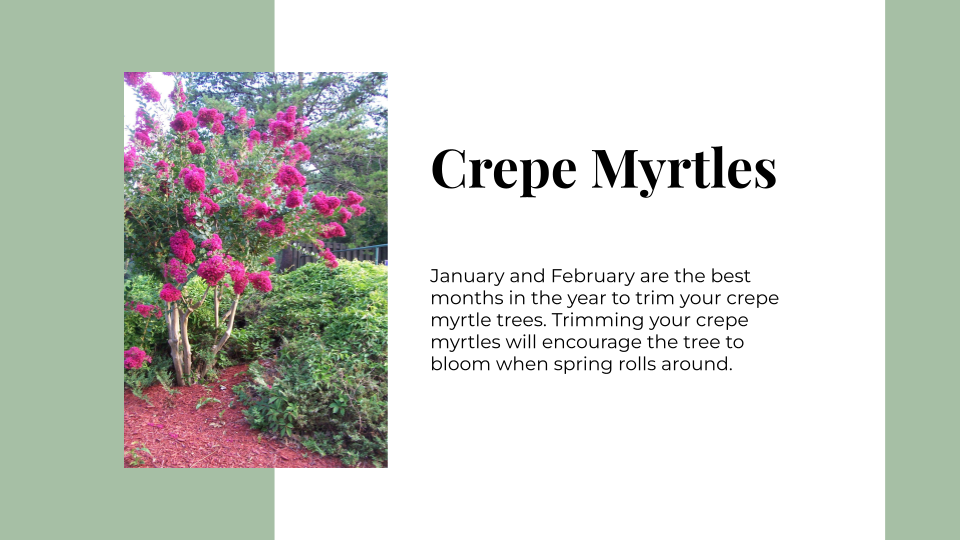 Crepe Myrtles
January and February are the best
months in the year to trim your crepe
myrtle trees. Trimming your crepe
myrtles will encourage the tree to
bloom when spring rolls around.